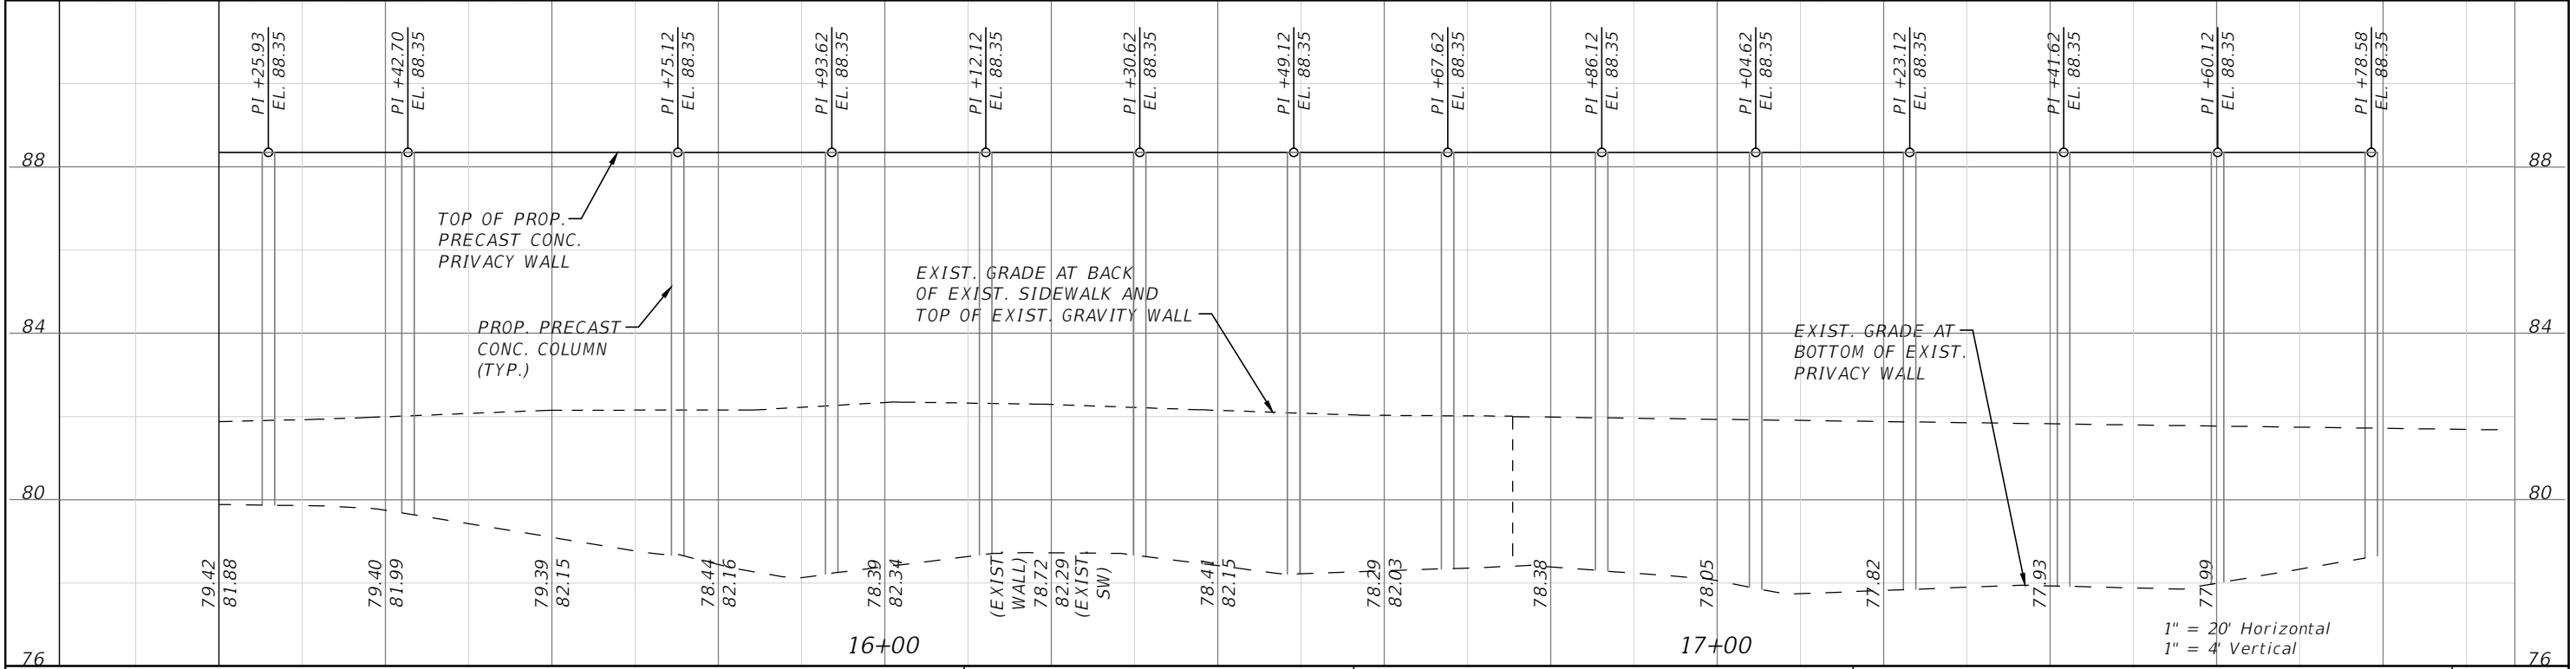 PI +25.93
EL. 88.35
PI +42.70
EL. 88.35
PI +75.12
EL. 88.35
PI +93.62
EL. 88.35
PI +12.12
EL. 88.35
PI +30.62
EL. 88.35
PI +49.12
EL. 88.35
PI +67.62
EL. 88.35
PI +86.12
EL. 88.35
PI +04.62
EL. 88.35
PI +23.12
EL. 88.35
PI +41.62
EL. 88.35
PI +60.12
EL. 88.35
PI +78.58
EL. 88.35
88
88
TOP OF PROP.
PRECAST CONC.
PRIVACY WALL
EXIST. GRADE AT BACK
OF EXIST. SIDEWALK AND
TOP OF EXIST. GRAVITY WALL
84
84
PROP. PRECAST
CONC. COLUMN
(TYP.)
EXIST. GRADE AT
BOTTOM OF EXIST.
PRIVACY WALL
80
80
79.42
81.88
79.40
81.99
79.39
82.15
78.44
82.16
78.39
82.34
(EXIST.
WALL)
78.72
82.29
(EXIST.
SW)
78.41
82.15
78.29
82.03
78.38
78.05
77.82
77.93
77.99
16+00
17+00
1" = 20' Horizontal
1" = 4' Vertical
76
76